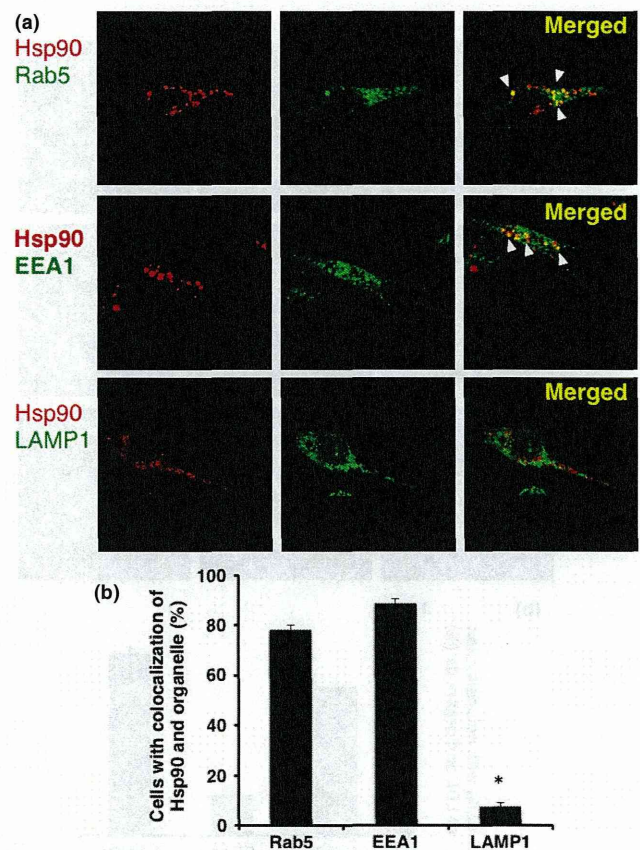 (a)
Hsp90
Rab5
Merged
Hsp90
EEA1
Merged
Hsp90
LAMP1
Merged
(b)
Cells with colocalization of
Hsp90 and organelle (%)
100
80
60
40
20
0
*
Rab5
EEA1
LAMP1